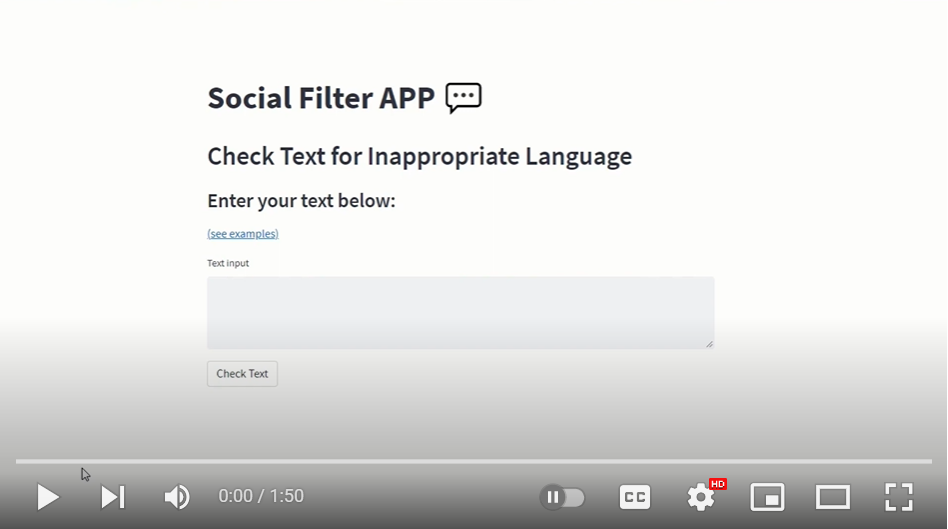 Social Filter APP
Check Text for Inappropriate Language
Enter your text below:
(see examples)
Text input
Check Text
0:00 / 1:50
CC
HD